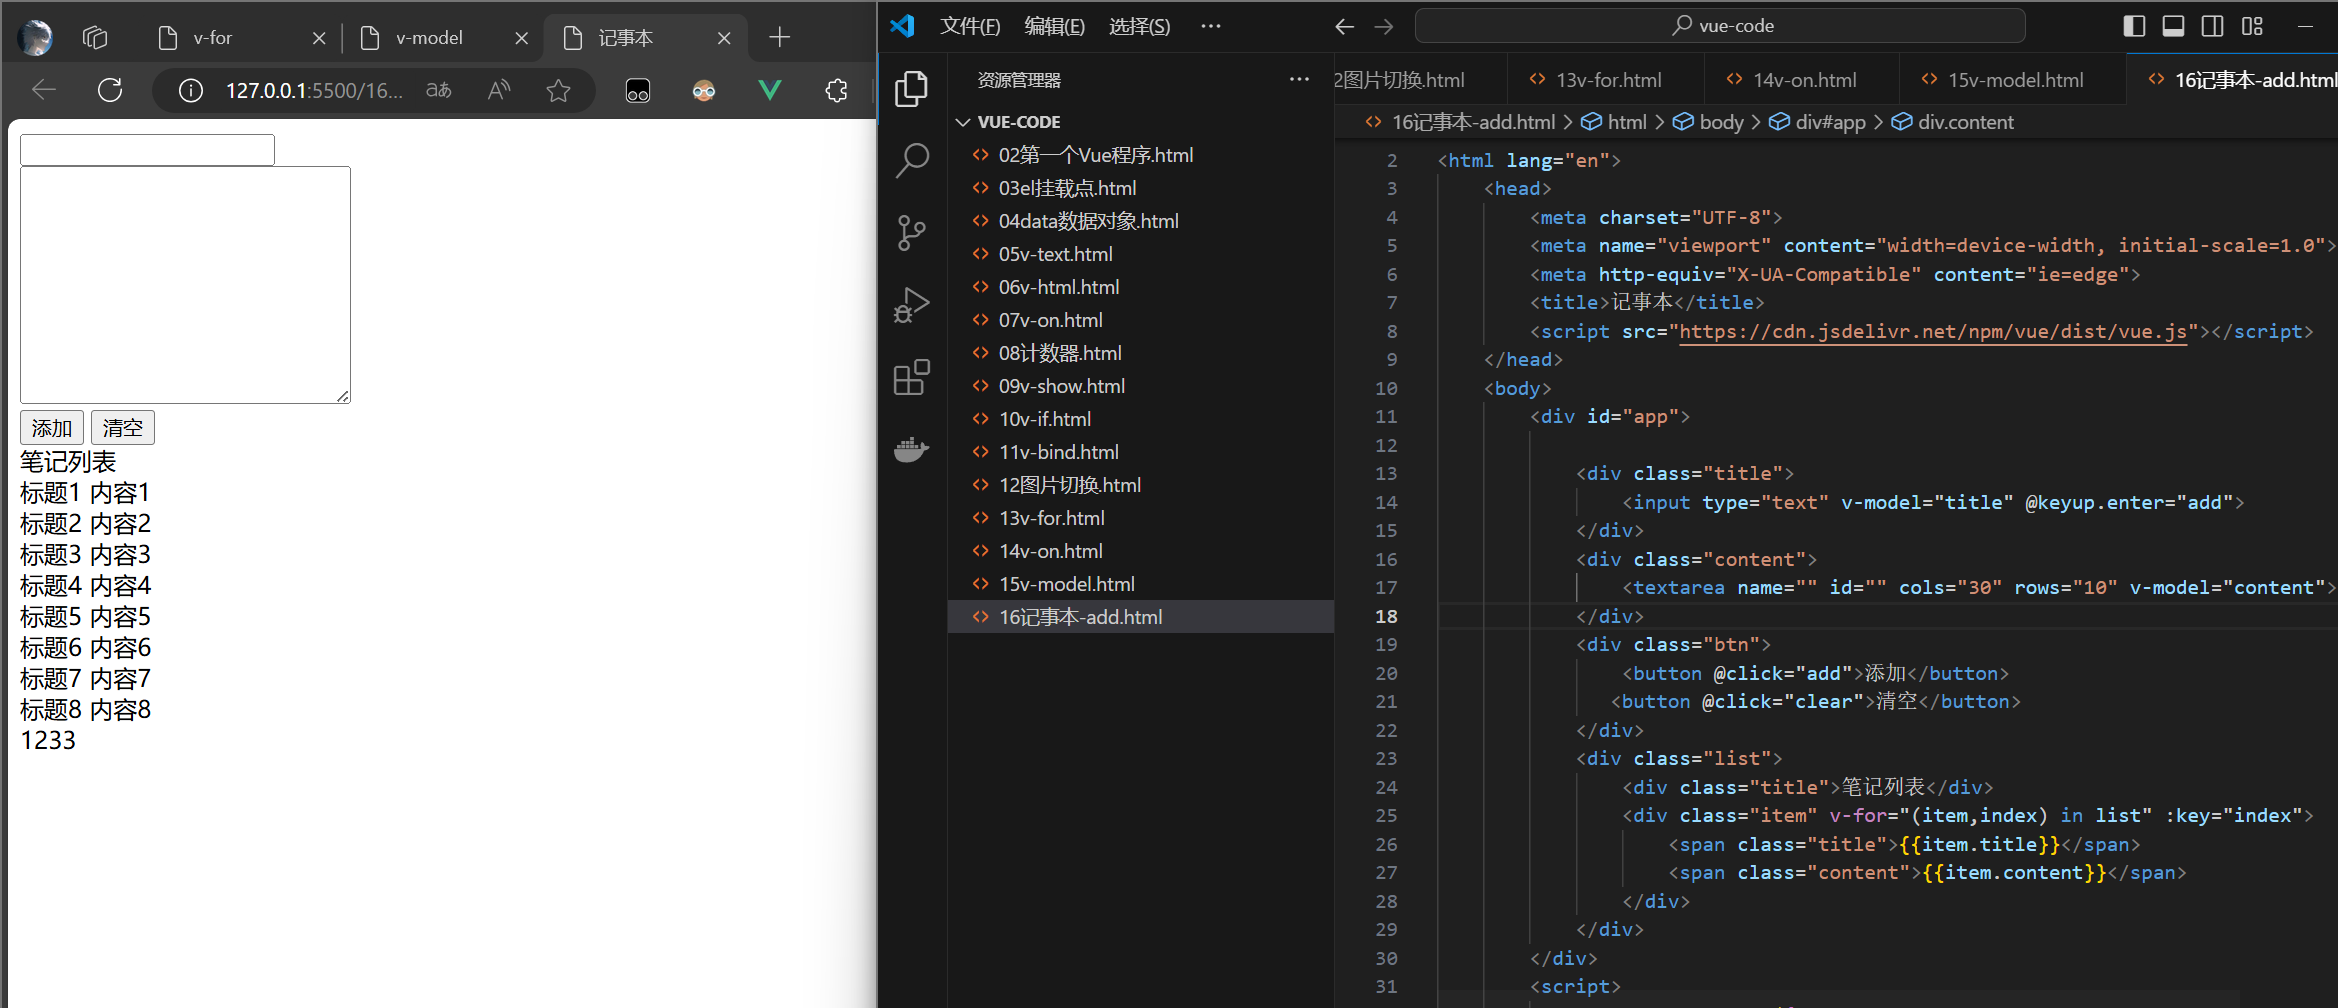 v-for
v-model
记事本
127.0.0.1:5500/16...
添加 清空
笔记列表
标题1 内容1
标题2 内容2
标题3 内容3
标题4 内容4
标题5 内容5
标题6 内容6
标题7 内容7
标题8 内容8
1233
文件(F) 编辑(E) 选择(S) ···
vue-code
资源管理器 ···
VUE-CODE
02第一个Vue程序.html
03el挂载点.html
04data数据对象.html
05v-text.html
06v-html.html
07v-on.html
08计数器.html
09v-show.html
10v-if.html
11v-bind.html
12图片切换.html
13v-for.html
14v-on.html
15v-model.html
16记事本-add.html
2图片切换.html 13v-for.html 14v-on.html 15v-model.html 16记事本-add.html
16记事本-add.html > html > body > div#app > div.content
2 <html lang="en">
3 <head>
4 <meta charset="UTF-8">
5 <meta name="viewport" content="width=device-width, initial-scale=1.0">
6 <meta http-equiv="X-UA-Compatible" content="ie=edge">
7 <title>记事本</title>
8 <script src="https://cdn.jsdelivr.net/npm/vue/dist/vue.js"></script>
9 </head>
10 <body>
11 <div id="app">
12
13 <div class="title">
14 <input type="text" v-model="title" @keyup.enter="add">
15 </div>
16 <div class="content">
17 <textarea name="" id="" cols="30" rows="10" v-model="content">
18 </div>
19 <div class="btn">
20 <button @click="add">添加</button>
21 <button @click="clear">清空</button>
22 </div>
23 <div class="list">
24 <div class="title">笔记列表</div>
25 <div class="item" v-for="(item,index) in list" :key="index">
26 <span class="title">{{item.title}}</span>
27 <span class="content">{{item.content}}</span>
28 </div>
29 </div>
30 </div>
31 <script>